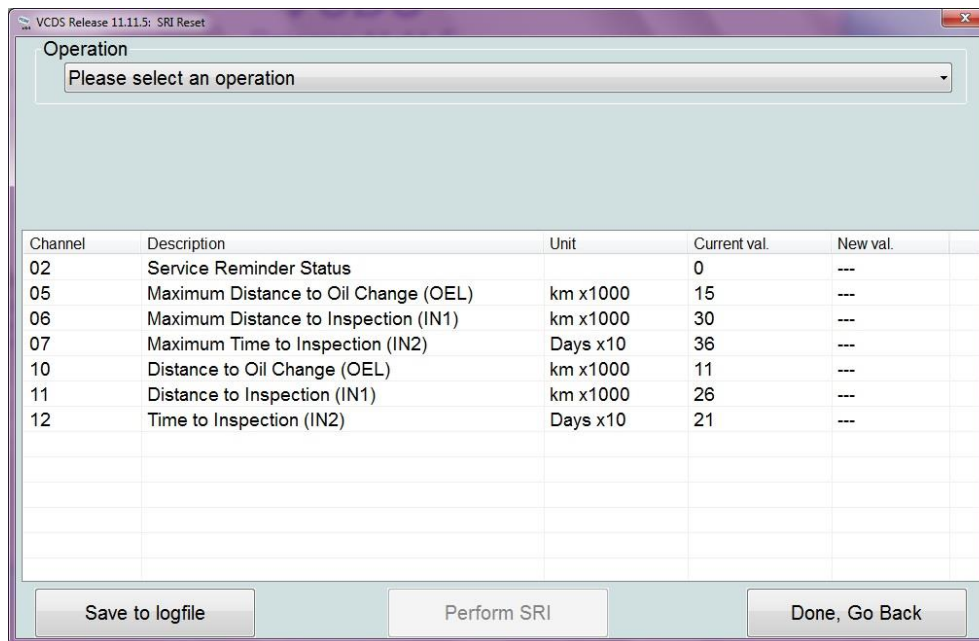 VCDS Release 11.11.5: SRI Reset
Operation
Please select an operation
Channel Description Unit Current val. New val.
02 Service Reminder Status 0 ---
05 Maximum Distance to Oil Change (OEL) km x1000 15 ---
06 Maximum Distance to Inspection (IN1) km x1000 30 ---
07 Maximum Time to Inspection (IN2) Days x10 36 ---
10 Distance to Oil Change (OEL) km x1000 11 ---
11 Distance to Inspection (IN1) km x1000 26 ---
12 Time to Inspection (IN2) Days x10 21 ---
Save to logfile Perform SRI Done, Go Back